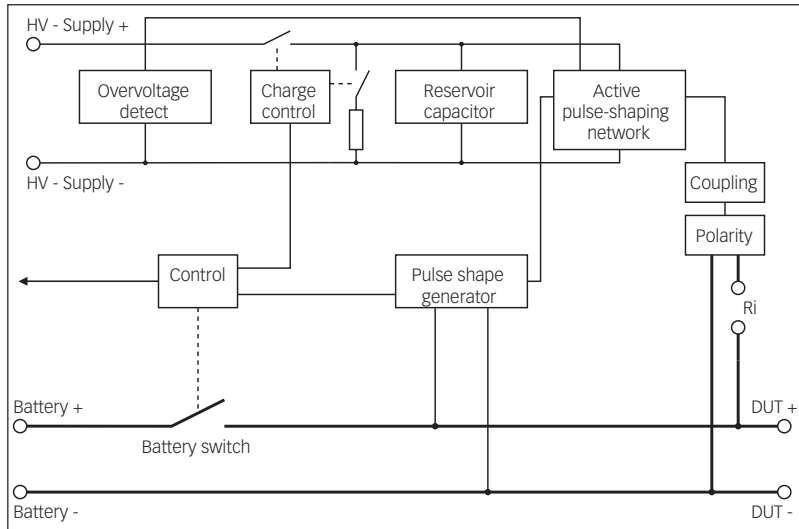 HV - Supply +
Overvoltage
detect
Charge
control
Reservoir
capacitor
Active
pulse-shaping
network
HV - Supply -
Coupling
Polarity
Control
Pulse shape
generator
Ri
Battery +
DUT +
Battery switch
Battery -
DUT -